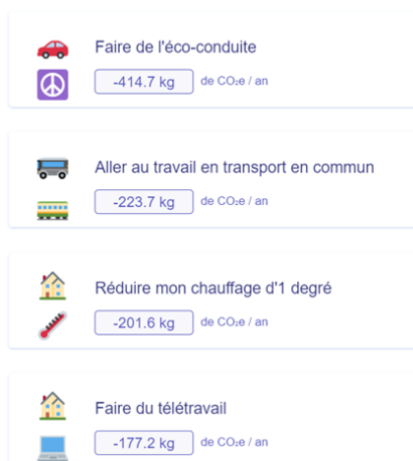 Faire de l'éco-conduite
-414.7 kg de CO₂e / an
Aller au travail en transport en commun
-223.7 kg de CO₂e / an
Réduire mon chauffage d'1 degré
-201.6 kg de CO₂e / an
Faire du télétravail
-177.2 kg de CO₂e / an